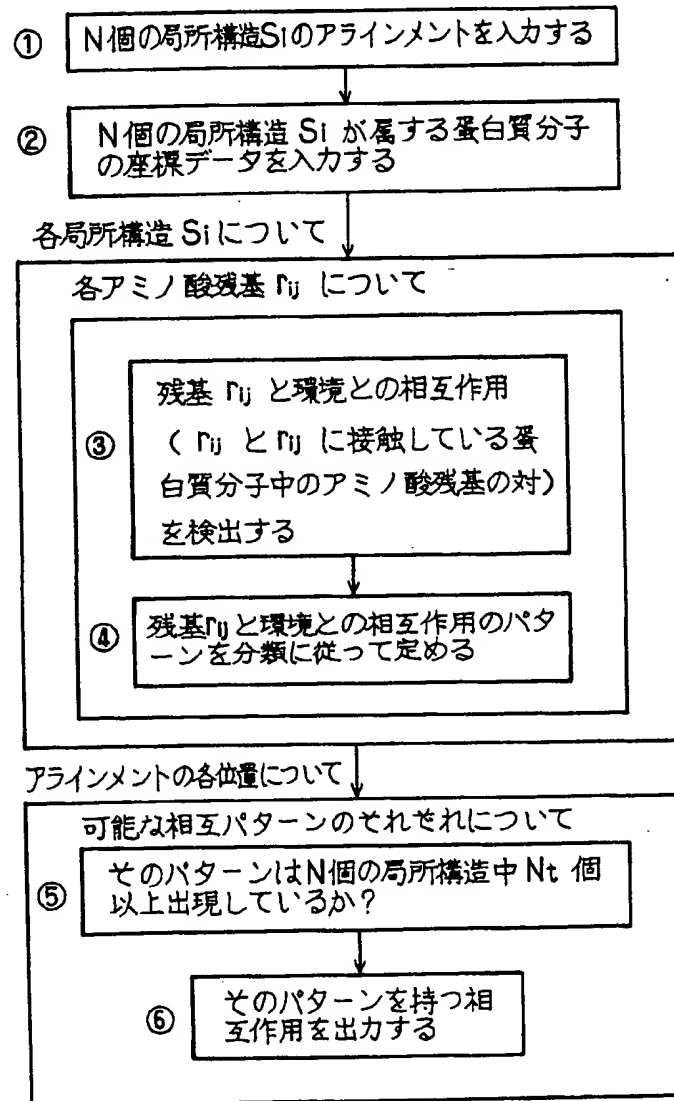 ① N個の局所構造Siのアラインメントを入力する
② N個の局所構造 Si が属する蛋白質分子
の座標データを入力する
各局所構造 Si について
各アミノ酸残基 rij について
残基 rij と環境との相互作用
③ ( rij と rij に接触している蛋
白質分子中のアミノ酸残基の対)
を検出する
④ 残基rijと環境との相互作用のパタ
ーンを分類に従って定める
アラインメントの各位置について
可能な相互パターンのそれぞれについて
⑤ そのパターンはN個の局所構造中 Nt 個
以上出現しているか?
⑥ そのパターンを持つ相
互作用を出力する